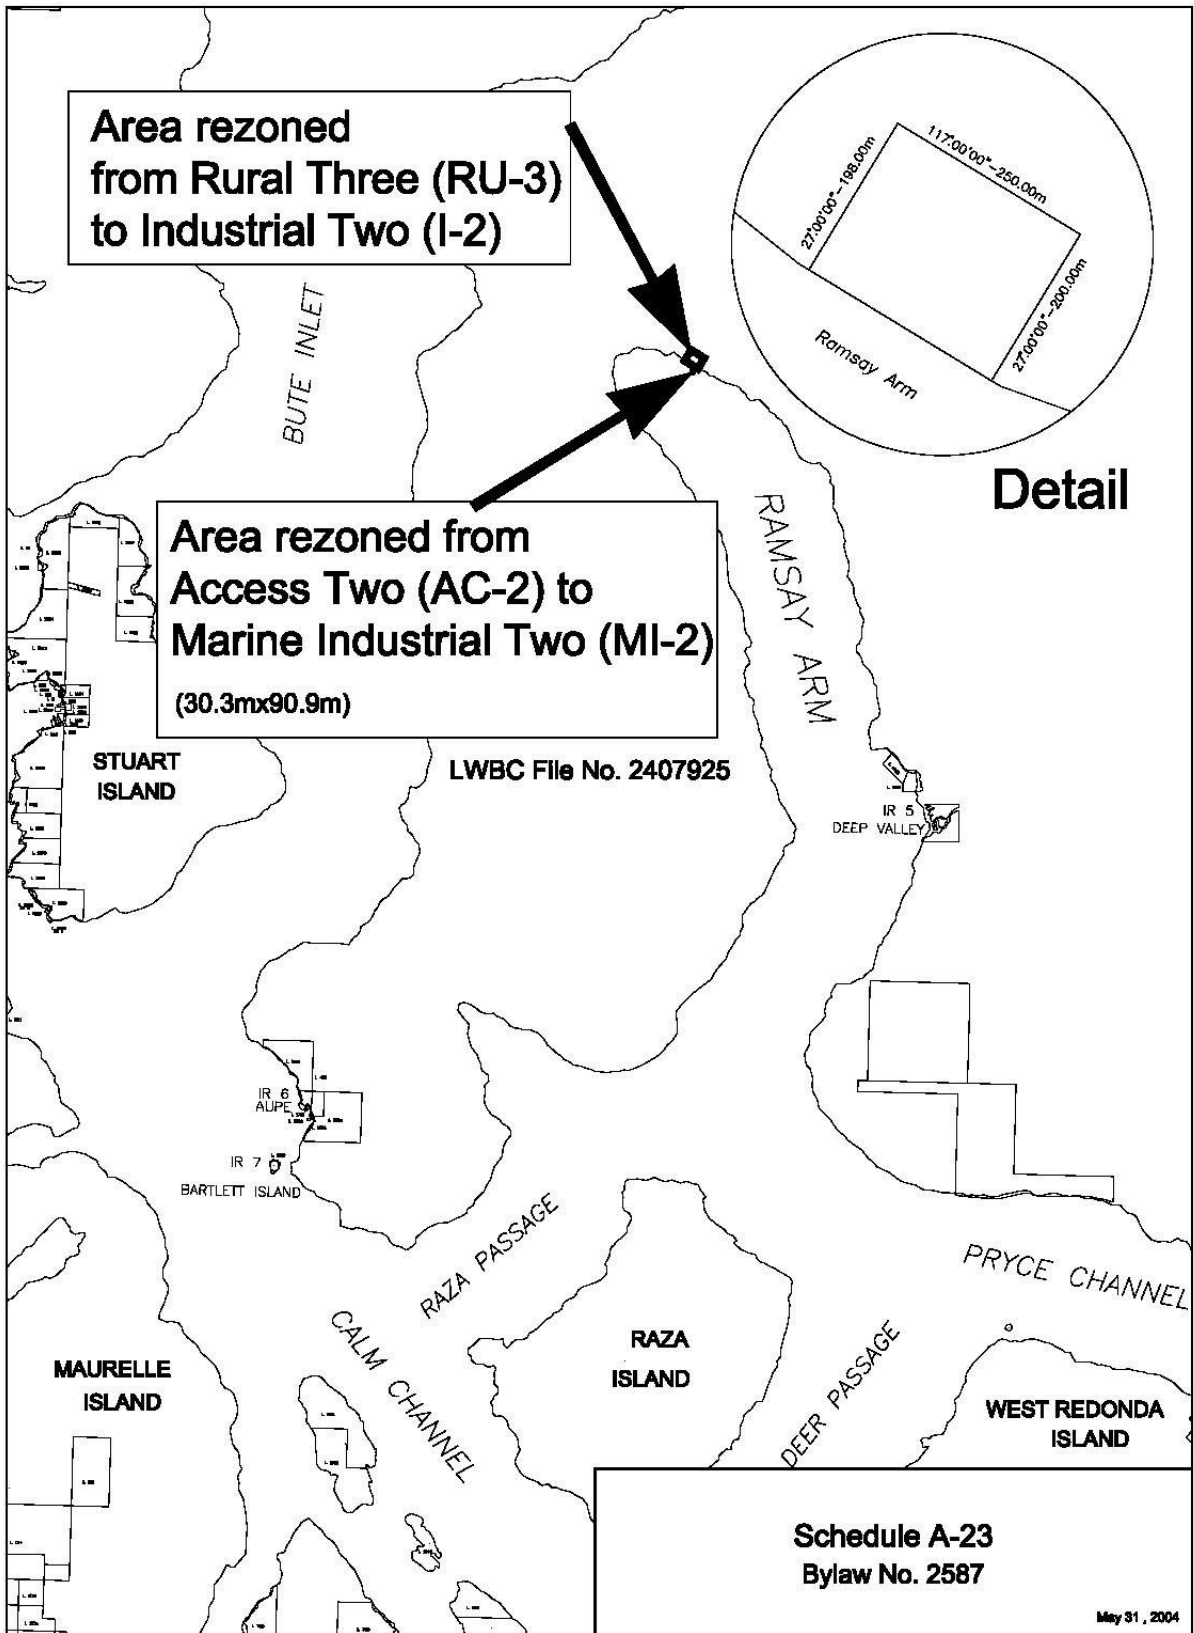 Area rezoned
from Rural Three (RU-3)
to Industrial Two (I-2)
27°00'00"-198.00m
117°00'00"-250.00m
27°00'00"-200.00m
Ramsay Arm
Detail
BUTE INLET
Area rezoned from
Access Two (AC-2) to
Marine Industrial Two (MI-2)
(30.3mx90.9m)
RAMSAY ARM
STUART
ISLAND
LWBC File No. 2407925
IR 5
DEEP VALLEY
IR 6
AUPE
IR 7
BARTLETT ISLAND
RAZA PASSAGE
CALM CHANNEL
PRYCE CHANNEL
RAZA
ISLAND
DEER PASSAGE
MAURELLE
ISLAND
WEST REDONDA
ISLAND
Schedule A-23
Bylaw No. 2587
May 31, 2004